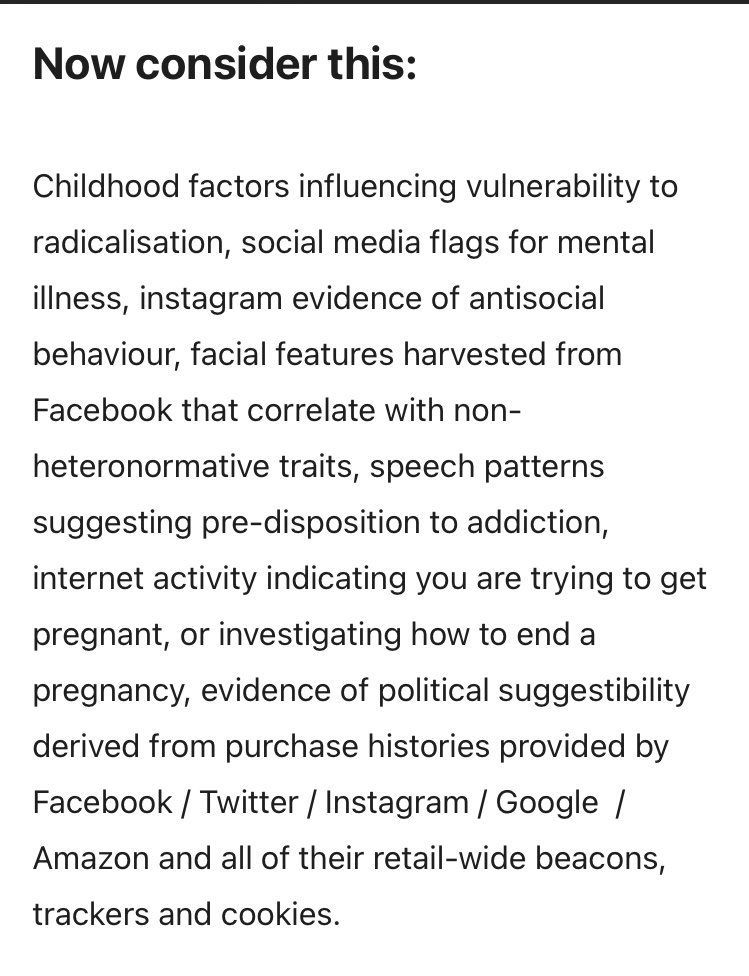 Now consider this:
Childhood factors influencing vulnerability to
radicalisation, social media flags for mental
illness, instagram evidence of antisocial
behaviour, facial features harvested from
Facebook that correlate with non-
heteronormative traits, speech patterns
suggesting pre-disposition to addiction,
internet activity indicating you are trying to get
pregnant, or investigating how to end a
pregnancy, evidence of political suggestibility
derived from purchase histories provided by
Facebook / Twitter / Instagram / Google  /
Amazon and all of their retail-wide beacons,
trackers and cookies.